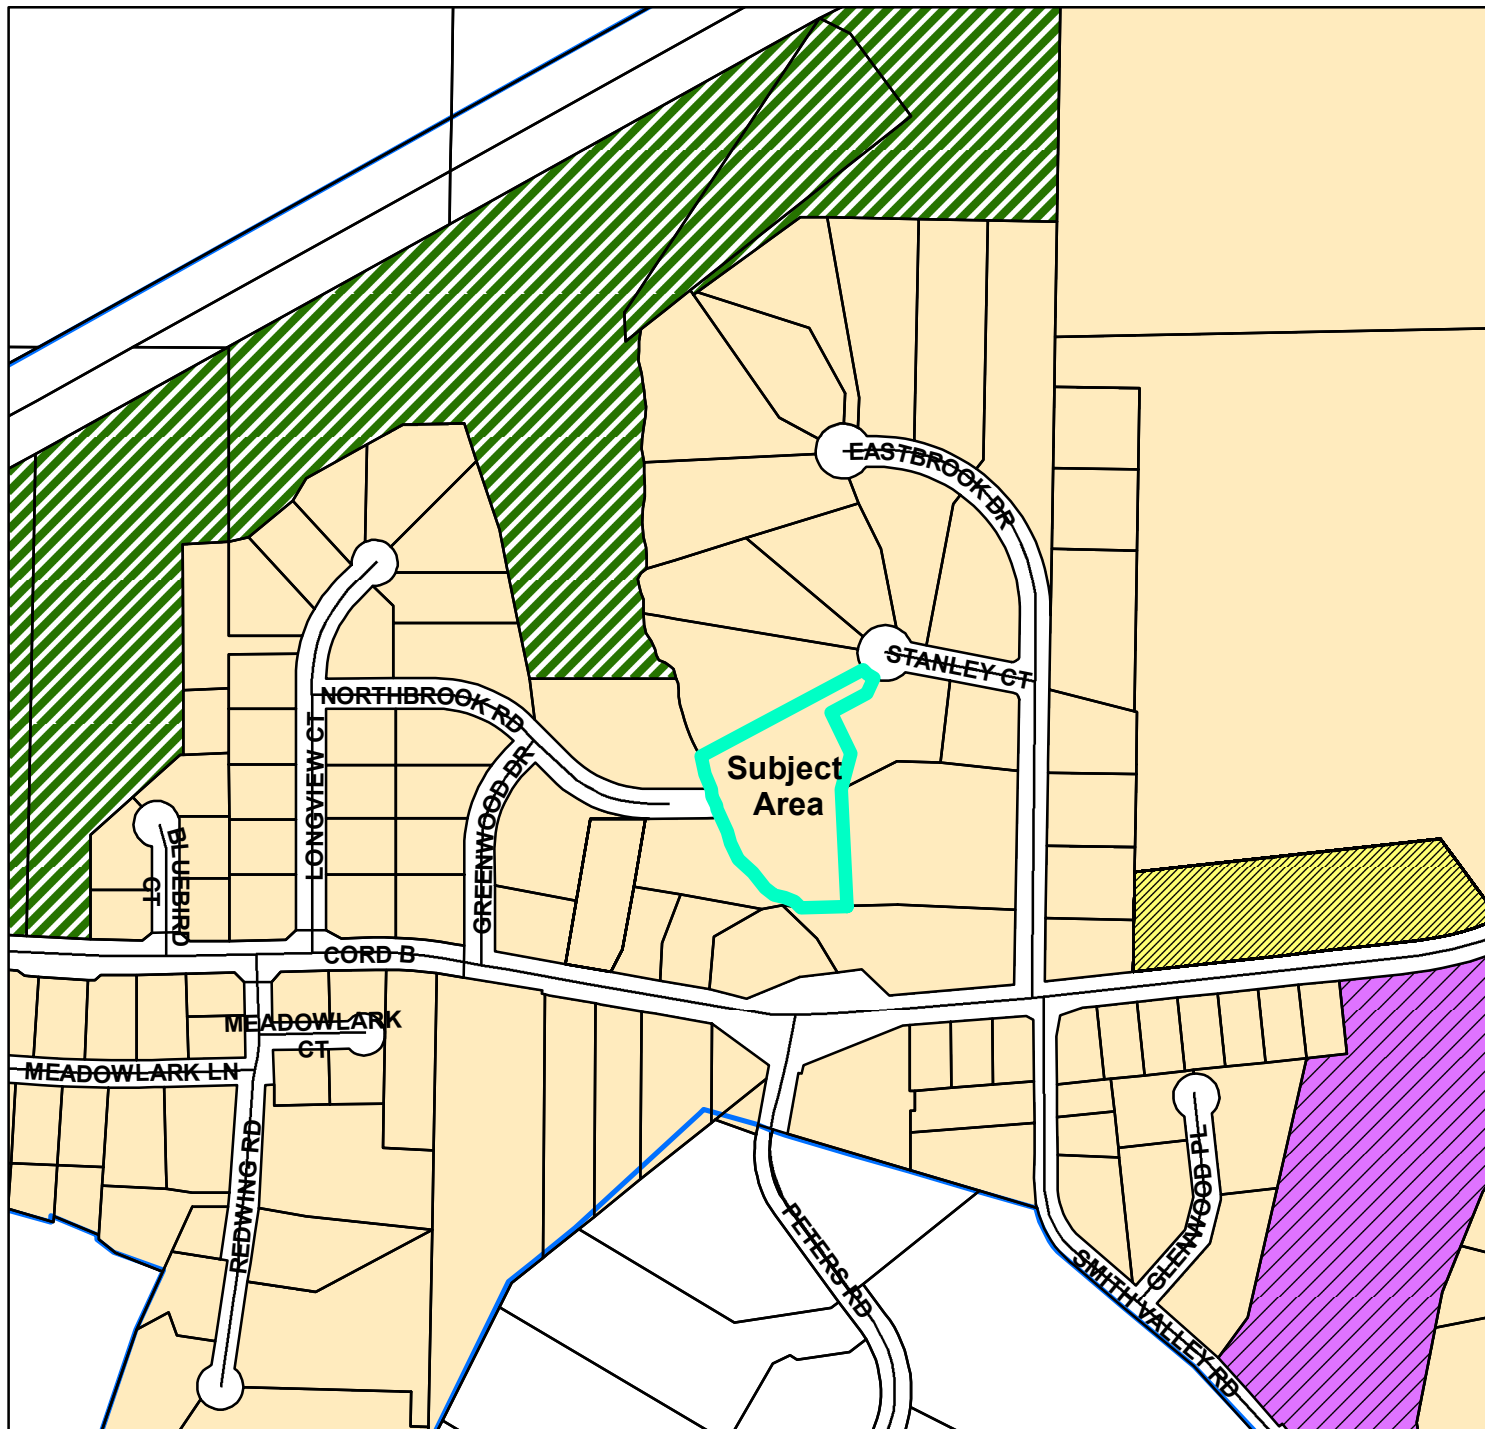 EASTBROOK DR
STANLEY CT
NORTHBROOK RD
LONGVIEW CT
GREENWOOD DR
Subject
Area
BLUEBIRD
CT
CORD B
MEADOWLARK
CT
MEADOWLARK LN
REDWING RD
PETERS RD
GLENWOOD PL
SMITH VALLEY RD